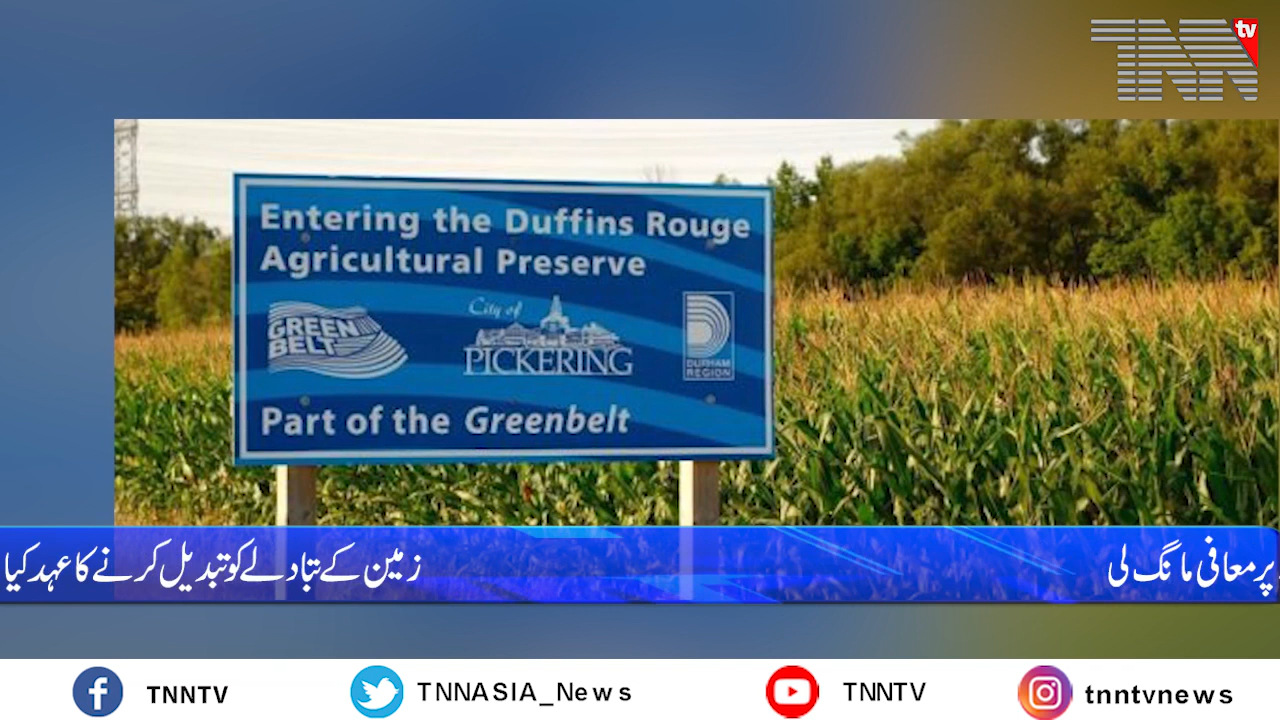 TNN tv
Entering the Duffins Rouge
Agricultural Preserve
GREEN
BELT
City of
PICKERING
DURHAM
REGION
Part of the Greenbelt
پر معافی مانگ لی
زمین کے تبادلے کو تبدیل کرنے کا عہد کیا
TNNTV
TNNASIA_News
TNNTV
tnntvnews